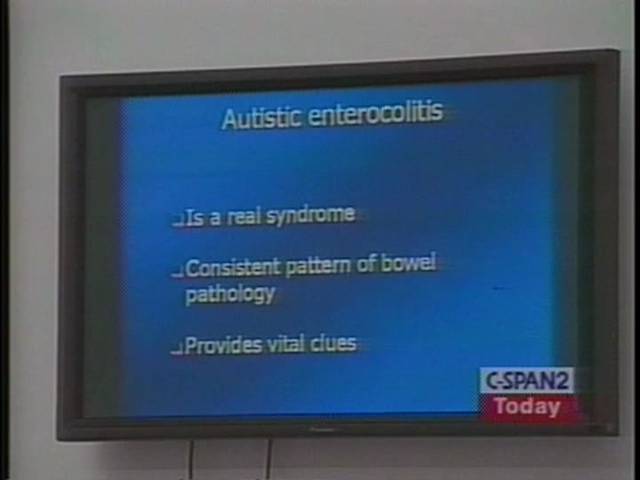 Autistic enterocolitis
Is a real syndrome
Consistent pattern of bowel
pathology
Provides vital clues
C-SPAN2
Today